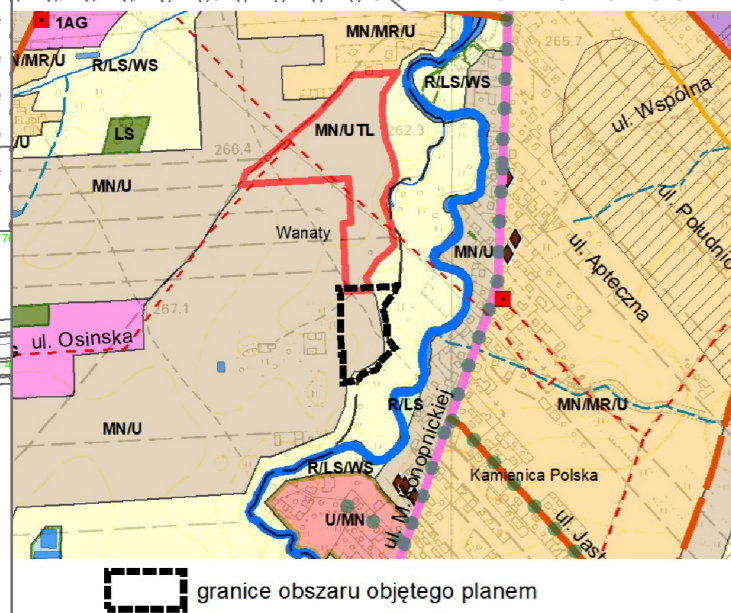 1AG
MN/MR/U
265.7
N/MR/U
R/LS/WS
R/LS/WS
ul. Wspólna
LS
MN/UTL
262.3
/U
266.4
MN/U
ul. Południo
Wanaty
MN/U
ul. Apteczna
267.1
ul. Osinska
R/LS
MN/MR/U
MN/U
ul. M. Konopnickiej
R/LS/WS
Kamienica Polska
U/MN
ul. Jast
granice obszaru objętego planem